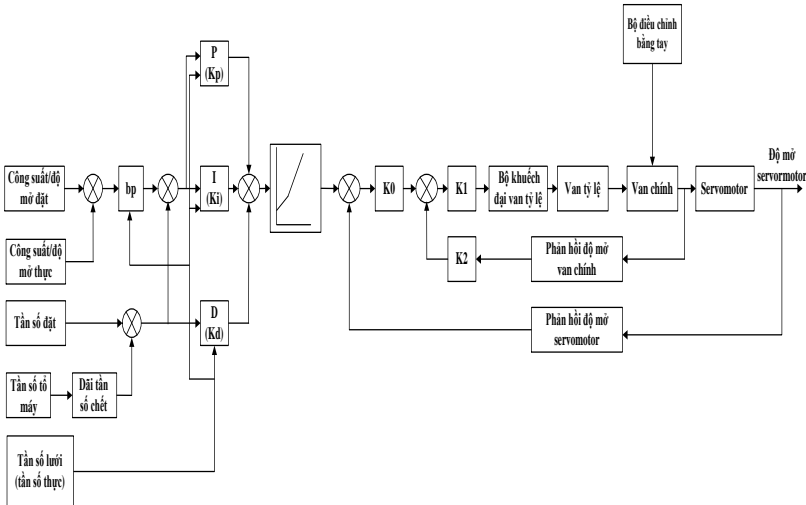 Bộ điều chỉnh
bằng tay
P
(Kp)
Công suất/độ
mở đặt
bp
I
(Ki)
K0
K1
Bộ khuếch
đại van tỷ lệ
Van tỷ lệ
Van chính
Servomotor
Độ mở
servormotor
Công suất/độ
mở thực
K2
Phản hồi độ mở
van chính
Tần số đặt
D
(Kd)
Phản hồi độ mở
servomotor
Tần số tổ
máy
Dãi tần
số chết
Tần số lưới
(tần số thực)